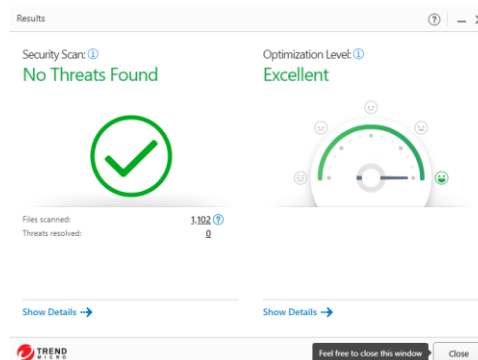 Results
Security Scan:
No Threats Found
Files scanned: 1,102
Threats resolved: 0
Show Details
Optimization Level:
Excellent
Show Details
TREND
MICRO
Feel free to close this window
Close